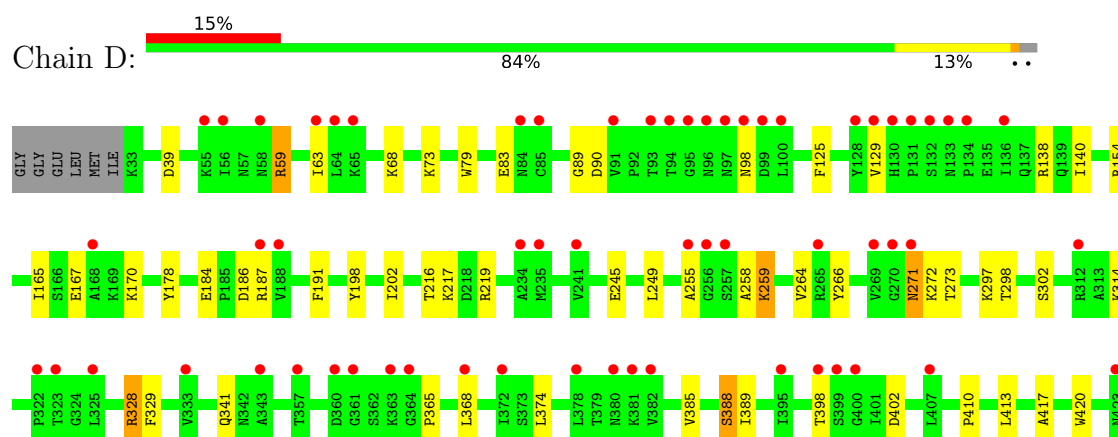 15%
Chain D:
84%
13%
GLY GLY GLU LEU MET ILE K33 D39 K55 I56 N57 N58 R59 I63 L64 K65 K68 K73 W79 E83 N84 C85 G89 D90 V91 P92 T93 T94 G95 N96 N97 N98 D99 L100 F125 Y128 V129 H130 P131 S132 N133 P134 E135 I136 Q137 R138 Q139 I140 R154
I165 S166 E167 A168 K169 K170 Y178 E184 P185 D186 R187 V188 F191 Y198 I202 T216 K217 D218 R219 A234 M235 V241 E245 L249 A255 G256 S257 A258 K259 V264 R265 Y266 V269 G270 N271 K272 T273 K297 T298 S302 R312 A313
P322 T323 G324 L325 R328 F329 V333 Q341 N342 A343 T357 D360 G361 S362 K363 G364 P365 L368 I372 S373 L374 L378 T379 N380 K381 V382 V385 S388 I389 I395 T398 S399 G400 I401 D402 L407 P410 L413 A417 W420